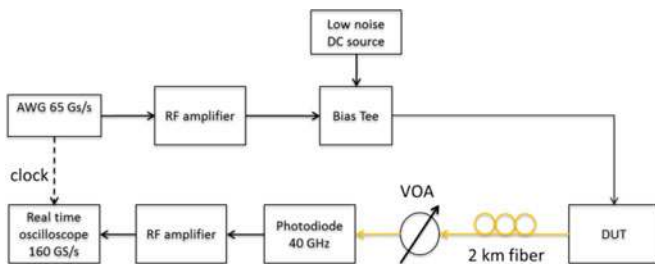 Low noise
DC source
AWG 65 Gs/s
RF amplifier
Bias Tee
clock
VOA
Real time
oscilloscope
160 GS/s
RF amplifier
Photodiode
40 GHz
2 km fiber
DUT